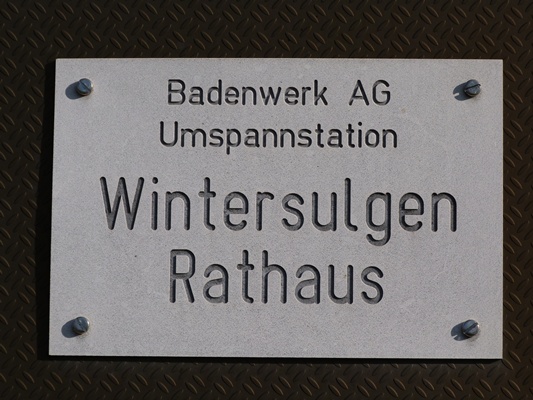 Badenwerk AG
Umspannstation
Wintersulgen
Rathaus